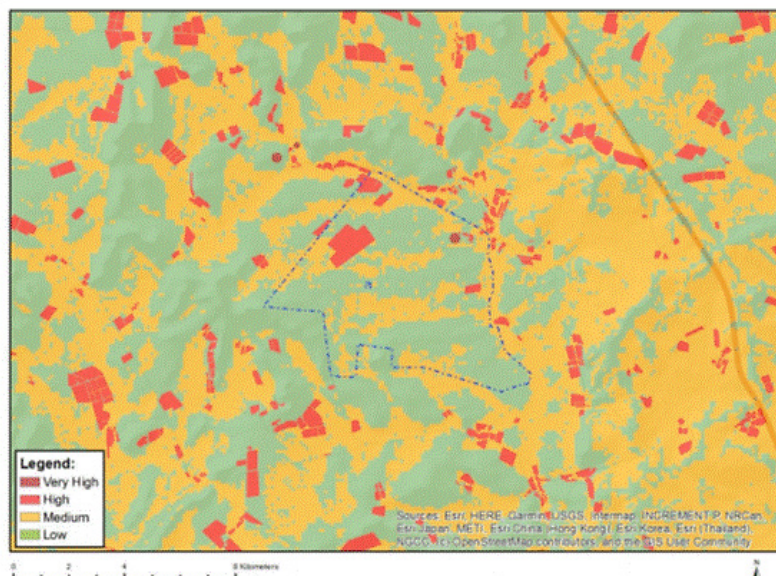 Legend:
Very High
High
Medium
Low
Sources: Esri, HERE, Garmin, USGS, Intermap, INCREMENT P, NRCan,
Esri Japan, METI, Esri China (Hong Kong), Esri Korea, Esri (Thailand),
NGCC, (c) OpenStreetMap contributors, and the GIS User Community
0 2 4 8 Kilometers
N